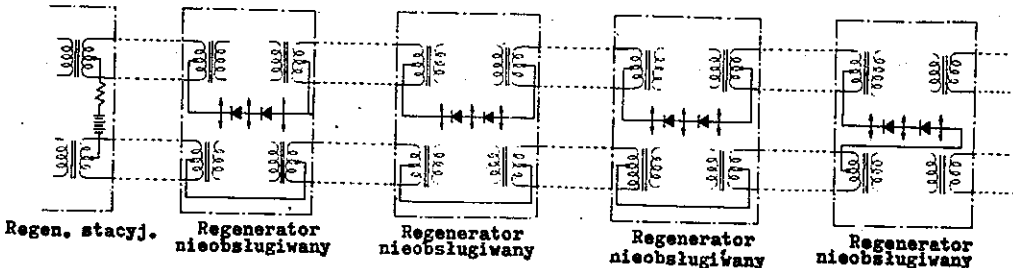 Regen. stacyj.
Regenerator
nieobsługiwany
Regenerator
nieobsługiwany
Regenerator
nieobsługiwany
Regenerator
nieobsługiwany